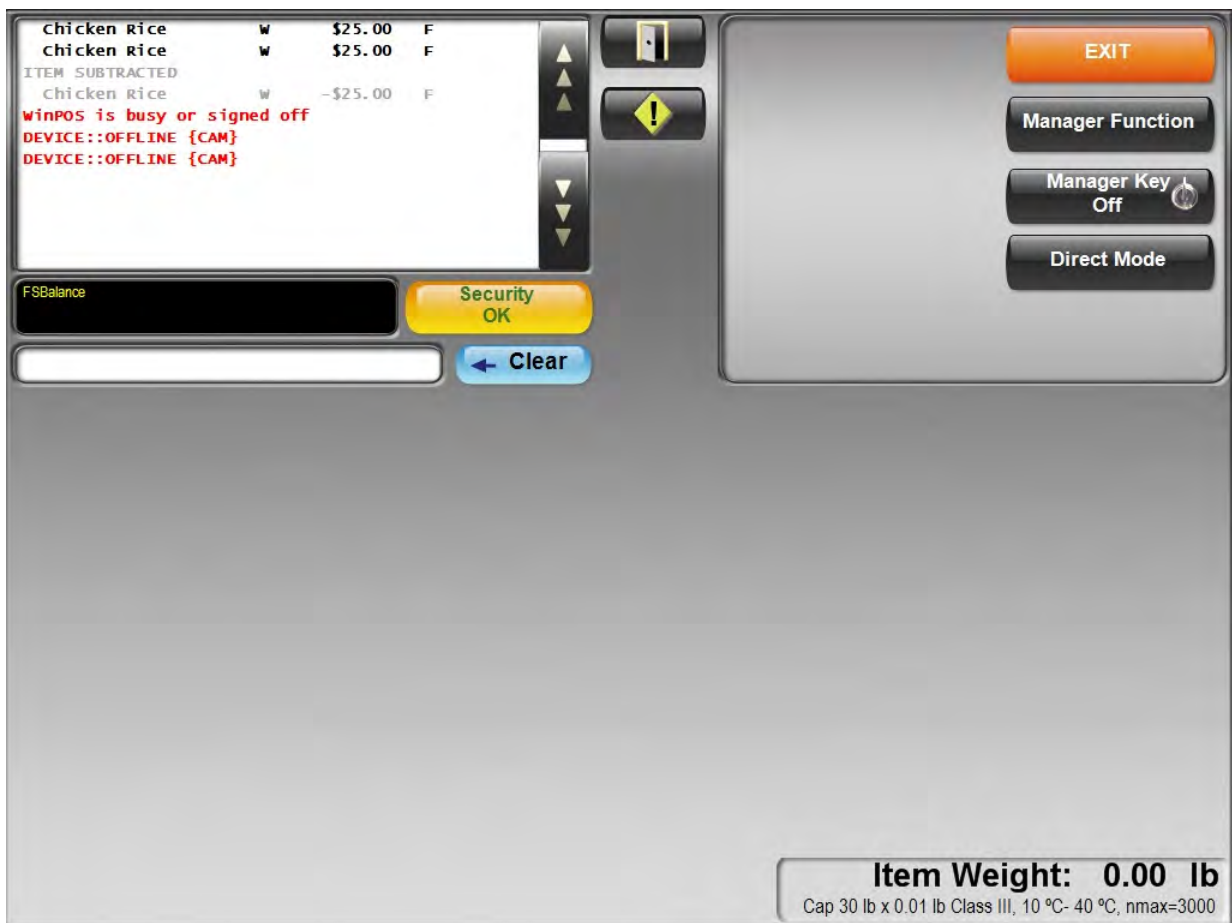 Chicken Rice W $25.00 F
Chicken Rice W $25.00 F
ITEM SUBTRACTED
Chicken Rice W -$25.00 F
WinPOS is busy or signed off
DEVICE::OFFLINE {CAM}
DEVICE::OFFLINE {CAM}
FSBalance
Security
OK
Clear
EXIT
Manager Function
Manager Key
Off
Direct Mode
Item Weight: 0.00 lb
Cap 30 lb x 0.01 lb Class III, 10 ºC- 40 ºC, nmax=3000